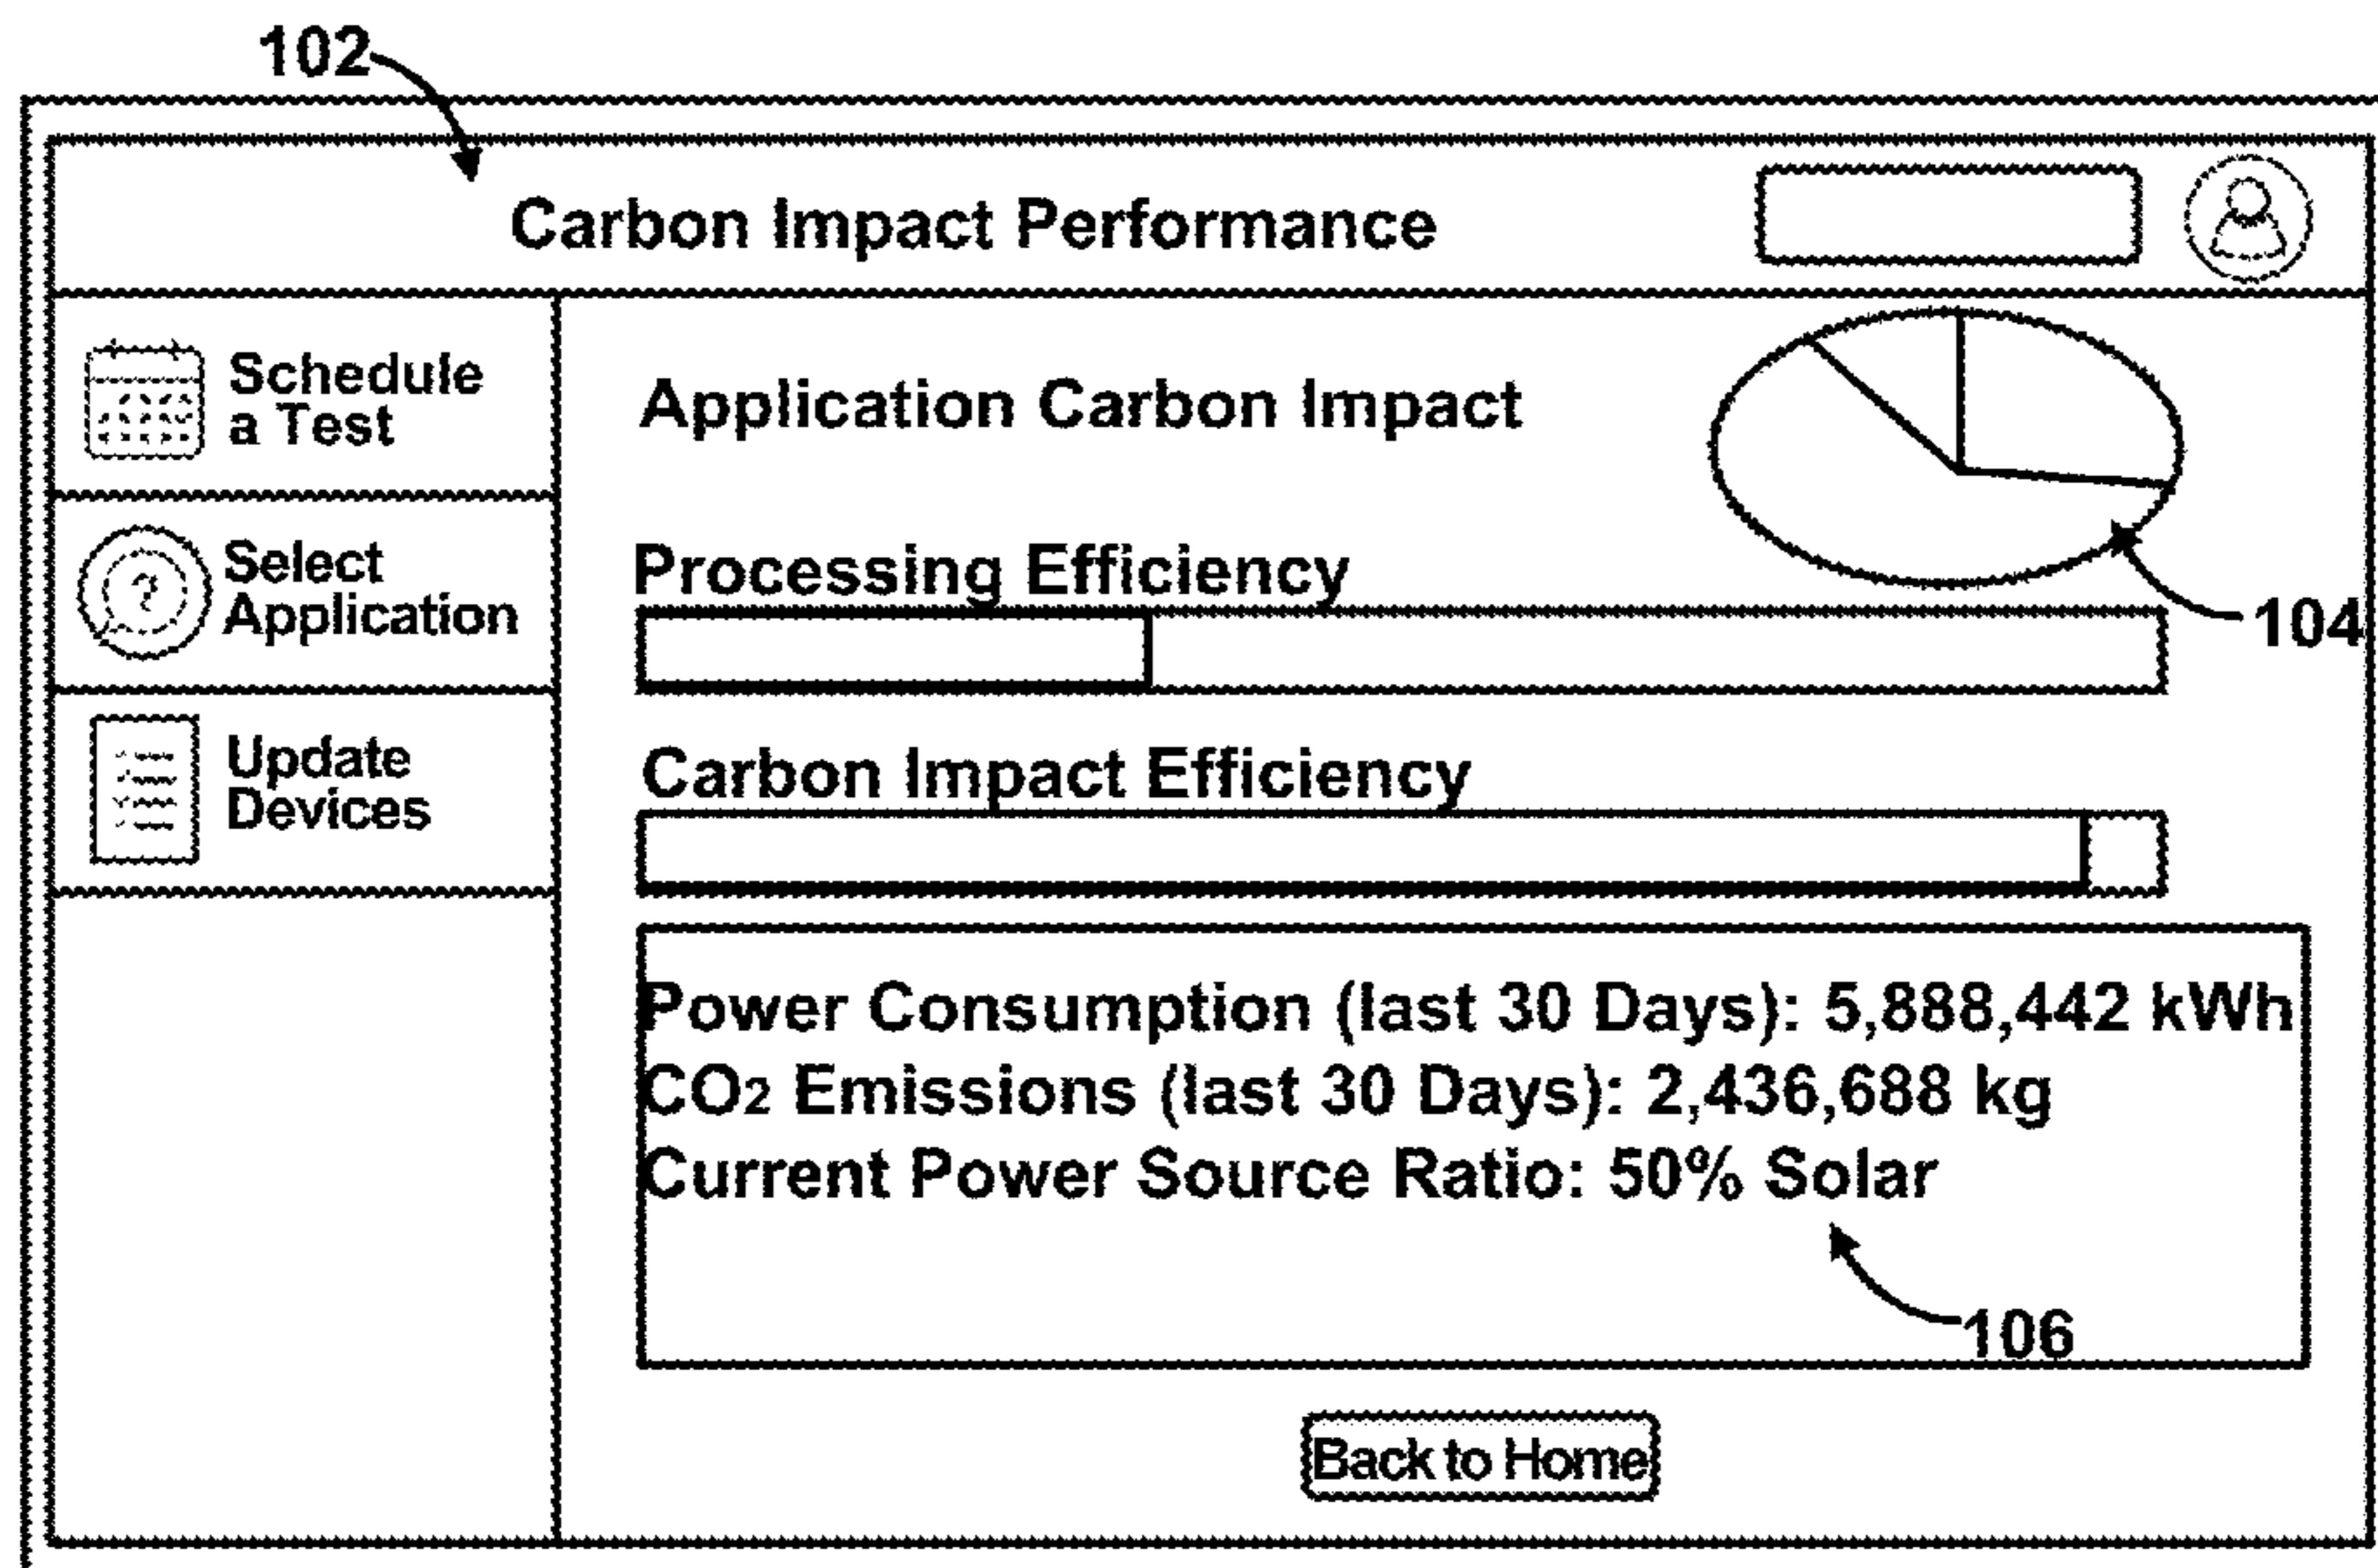 102
Carbon Impact Performance
Schedule
a Test
Select
Application
Update
Devices
Application Carbon Impact
104
Processing Efficiency
Carbon Impact Efficiency
Power Consumption (last 30 Days): 5,888,442 kWh
CO2 Emissions (last 30 Days): 2,436,688 kg
Current Power Source Ratio: 50% Solar
106
Back to Home